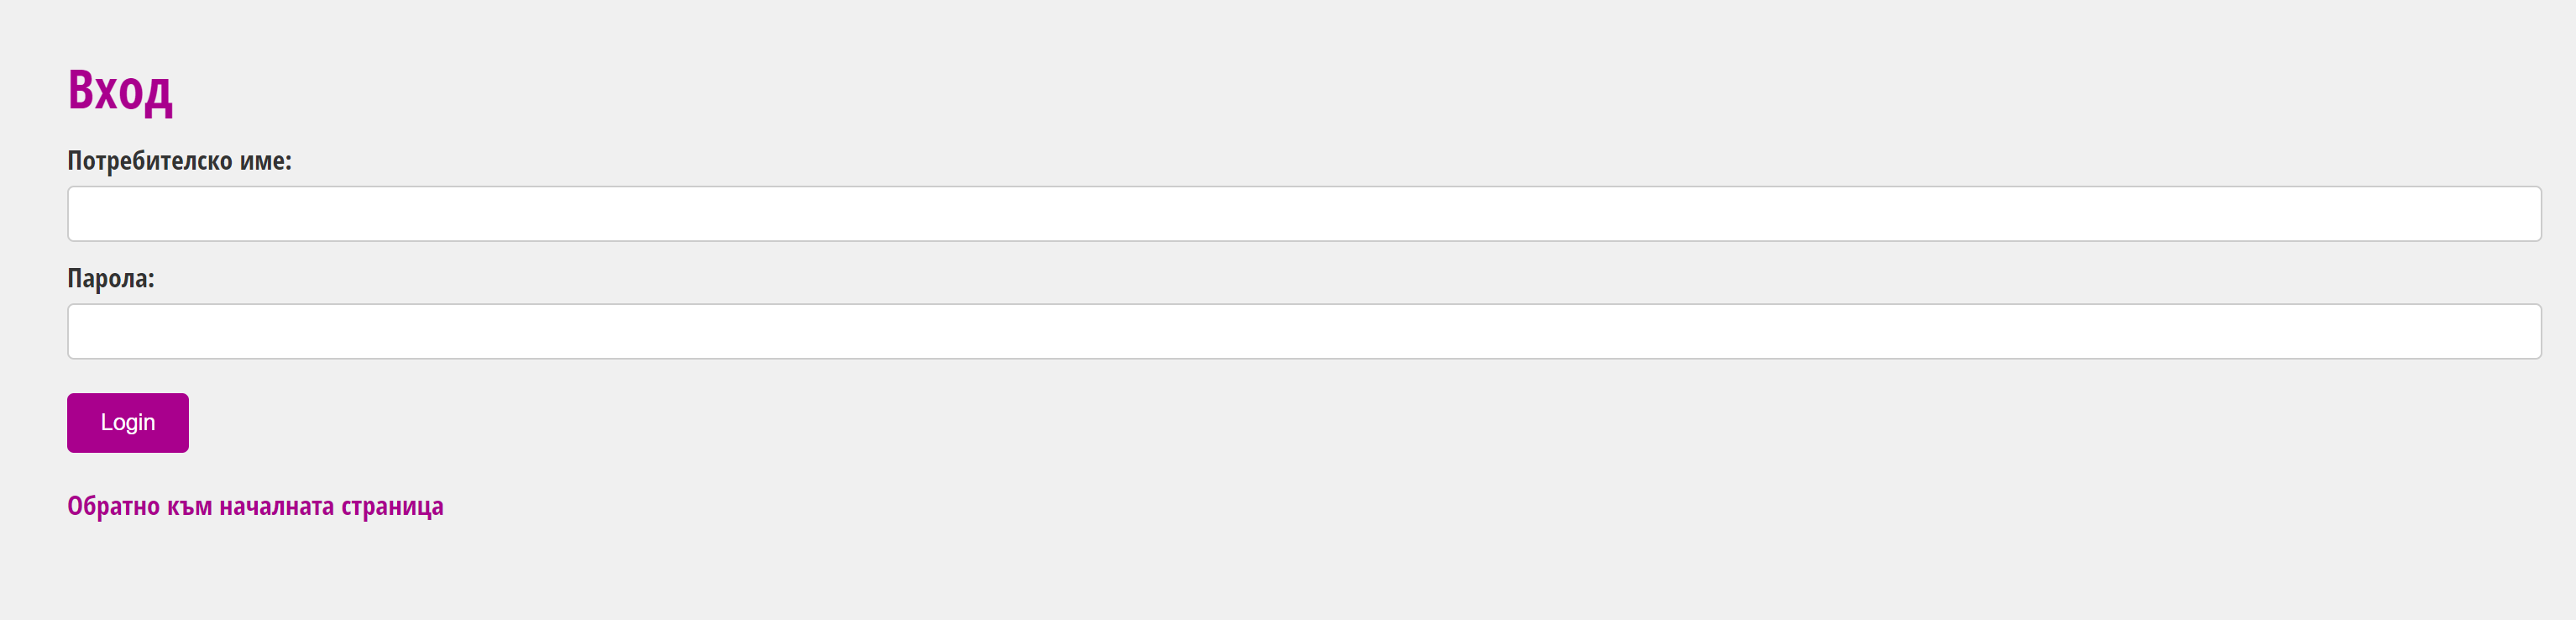 Вход
Потребителско име:
Парола:
Login
Обратно към началната страница